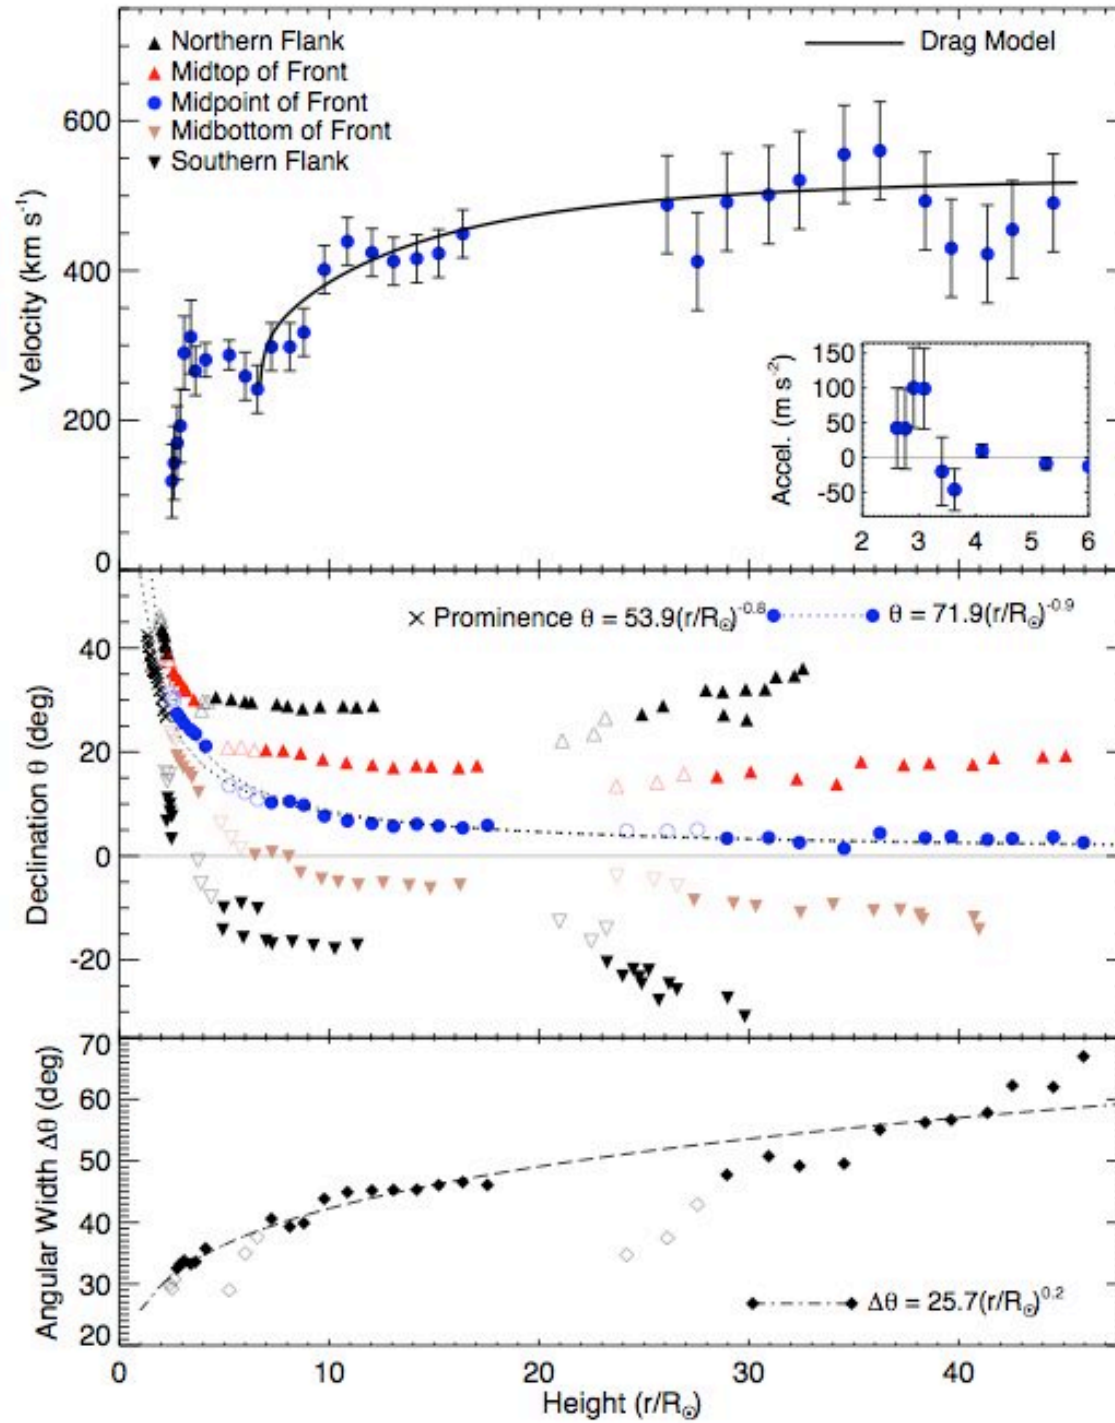 ▲ Northern Flank
▲ Midtop of Front
● Midpoint of Front
▼ Midbottom of Front
▼ Southern Flank
Drag Model
600
400
200
0
Velocity (km s⁻¹)
150
100
50
0
-50
Accel. (m s⁻²)
2 3 4 5 6
× Prominence θ = 53.9(r/R☉)^-0.8
θ = 71.9(r/R☉)^-0.9
40
20
0
-20
Declination θ (deg)
70
60
50
40
30
20
Angular Width Δθ (deg)
Δθ = 25.7(r/R☉)^0.2
0 10 20 30 40
Height (r/R☉)